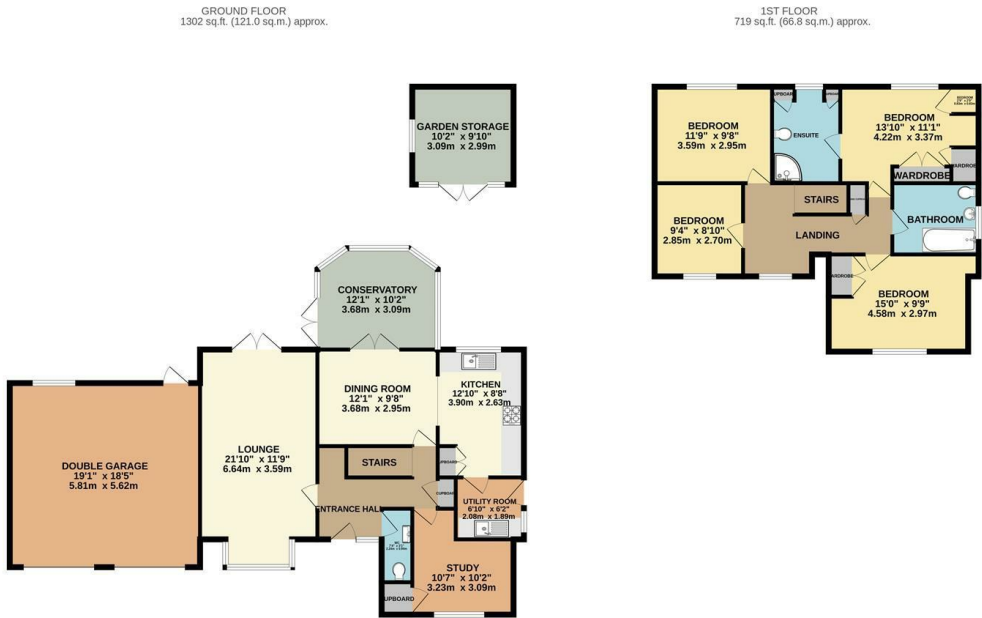 GROUND FLOOR
1302 sq.ft. (121.0 sq.m.) approx.
GARDEN STORAGE
10'2" x 9'10"
3.09m x 2.99m
CONSERVATORY
12'1" x 10'2"
3.68m x 3.09m
DINING ROOM
12'1" x 9'8"
3.68m x 2.95m
KITCHEN
12'10" x 8'8"
3.90m x 2.63m
LOUNGE
21'10" x 11'9"
6.64m x 3.59m
DOUBLE GARAGE
19'1" x 18'5"
5.81m x 5.62m
STAIRS
UPBOARD
CUPBOARD
ENTRANCE HALL
UTILITY ROOM
6'10" x 6'2"
2.08m x 1.89m
WC
STUDY
10'7" x 10'2"
3.23m x 3.09m
UPBOARD
1ST FLOOR
719 sq.ft. (66.8 sq.m.) approx.
BEDROOM
11'9" x 9'8"
3.59m x 2.95m
UPBOARD
ENSUITE
BEDROOM
13'10" x 11'1"
4.22m x 3.37m
WARDROBE
WARDROBE
BEDROOM
9'4" x 8'10"
2.85m x 2.70m
STAIRS
LANDING
BATHROOM
WARDROBE
BEDROOM
15'0" x 9'9"
4.58m x 2.97m